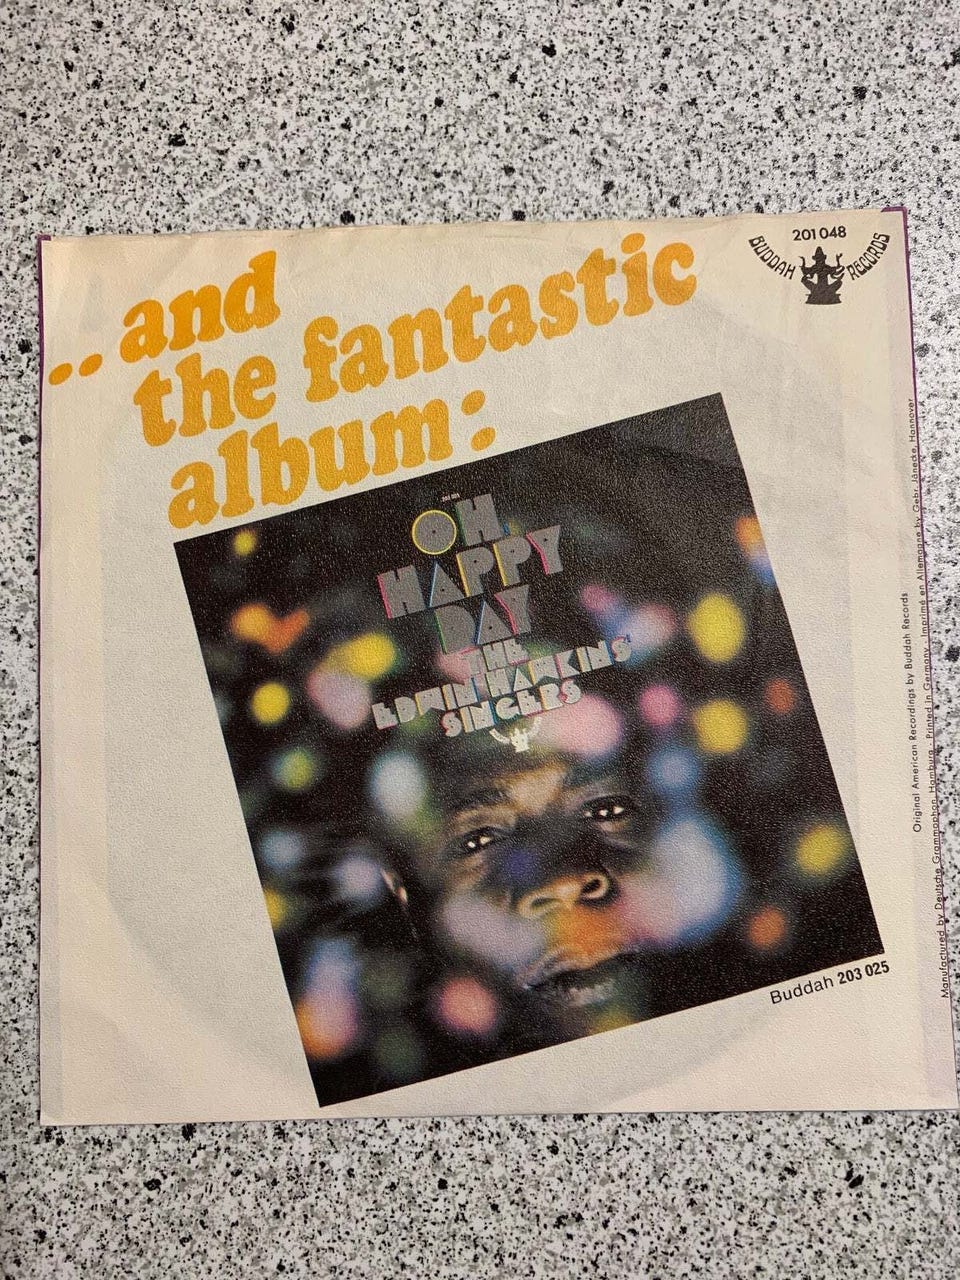 ..and
the fantastic
album:
201 048
BUDDAH RECORDS
203 025
OH
HAPPY
DAY
THE
EDWIN HAWKINS
SINGERS
Buddah 203 025
Original American Recordings by Buddah Records
Manufactured by Deutsche Grammophon, Hamburg · Printed in Germany · Imprimé en Allemagne by Gebr. Jänecke, Hannover